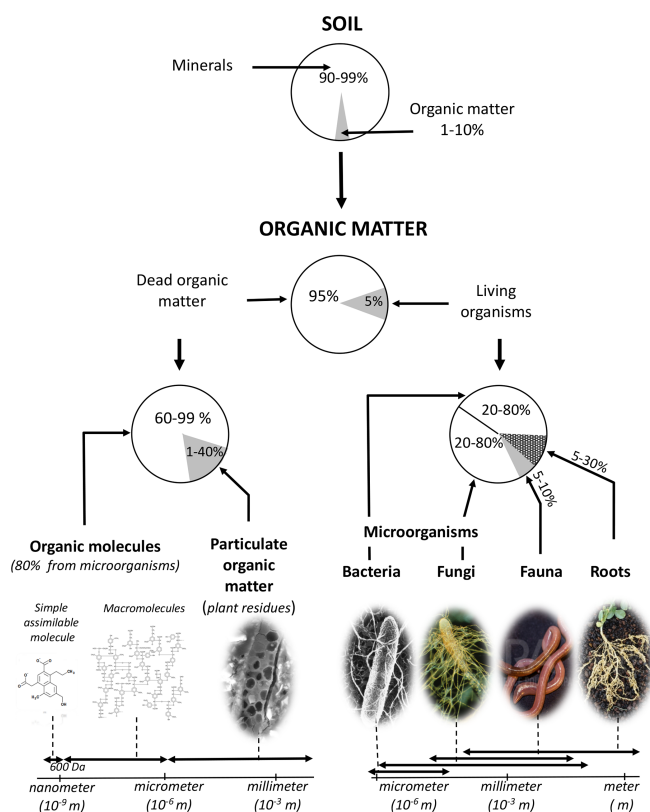 SOIL
Minerals
90-99%
Organic matter
1-10%
ORGANIC MATTER
Dead organic
matter
95%
5%
Living
organisms
60-99 %
1-40%
20-80%
20-80%
5-10%
5-30%
Organic molecules
(80% from microorganisms)
Particulate
organic
matter
(plant residues)
Microorganisms
Bacteria
Fungi
Fauna
Roots
Simple
assimilable
molecule
Macromolecules
600 Da
nanometer
(10-9 m)
micrometer
(10-6 m)
millimeter
(10-3 m)
micrometer
(10-6 m)
millimeter
(10-3 m)
meter
( m)